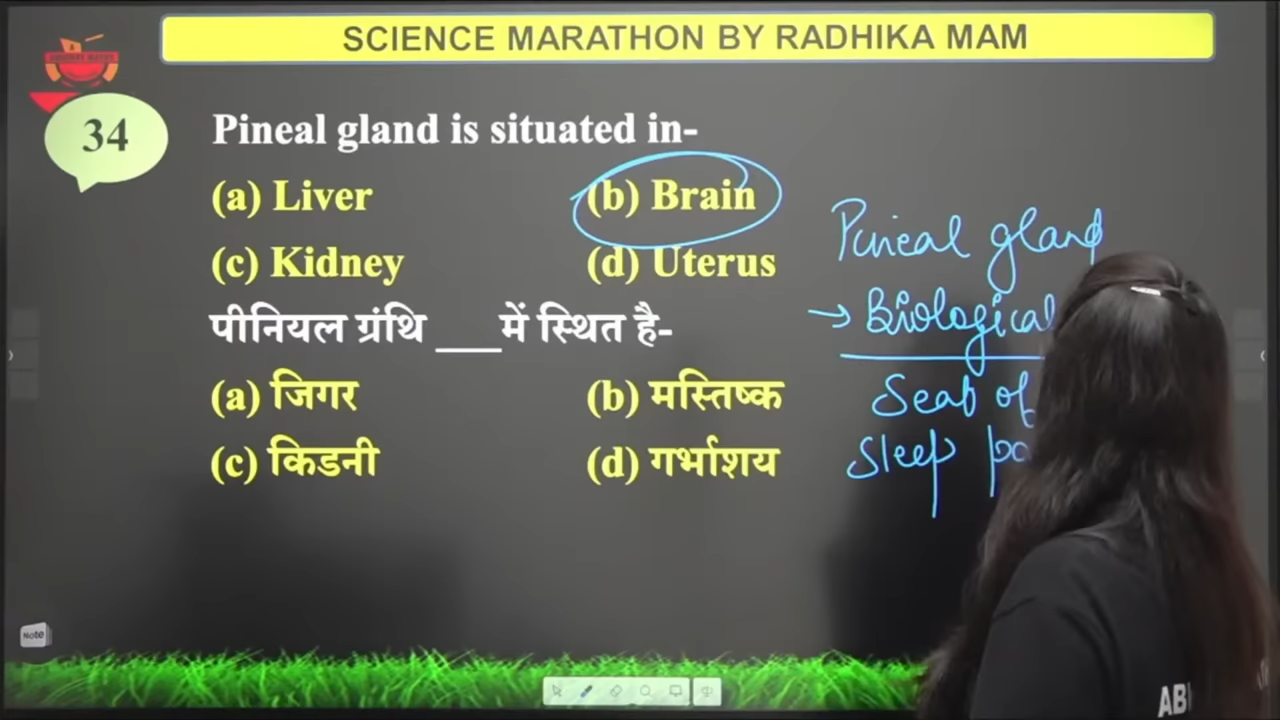 SCIENCE MARATHON BY RADHIKA MAM
34
Pineal gland is situated in-
(a) Liver (b) Brain
(c) Kidney (d) Uterus
पीनियल ग्रंथि ___में स्थित है-
(a) जिगर (b) मस्तिष्क
(c) किडनी (d) गर्भाशय
Pineal gland
→ Biological
Seat of
Sleep
Note
AB